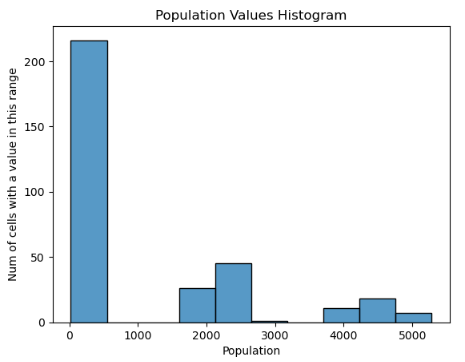 Population Values Histogram
Num of cells with a value in this range
200
150
100
50
0
0 1000 2000 3000 4000 5000
Population